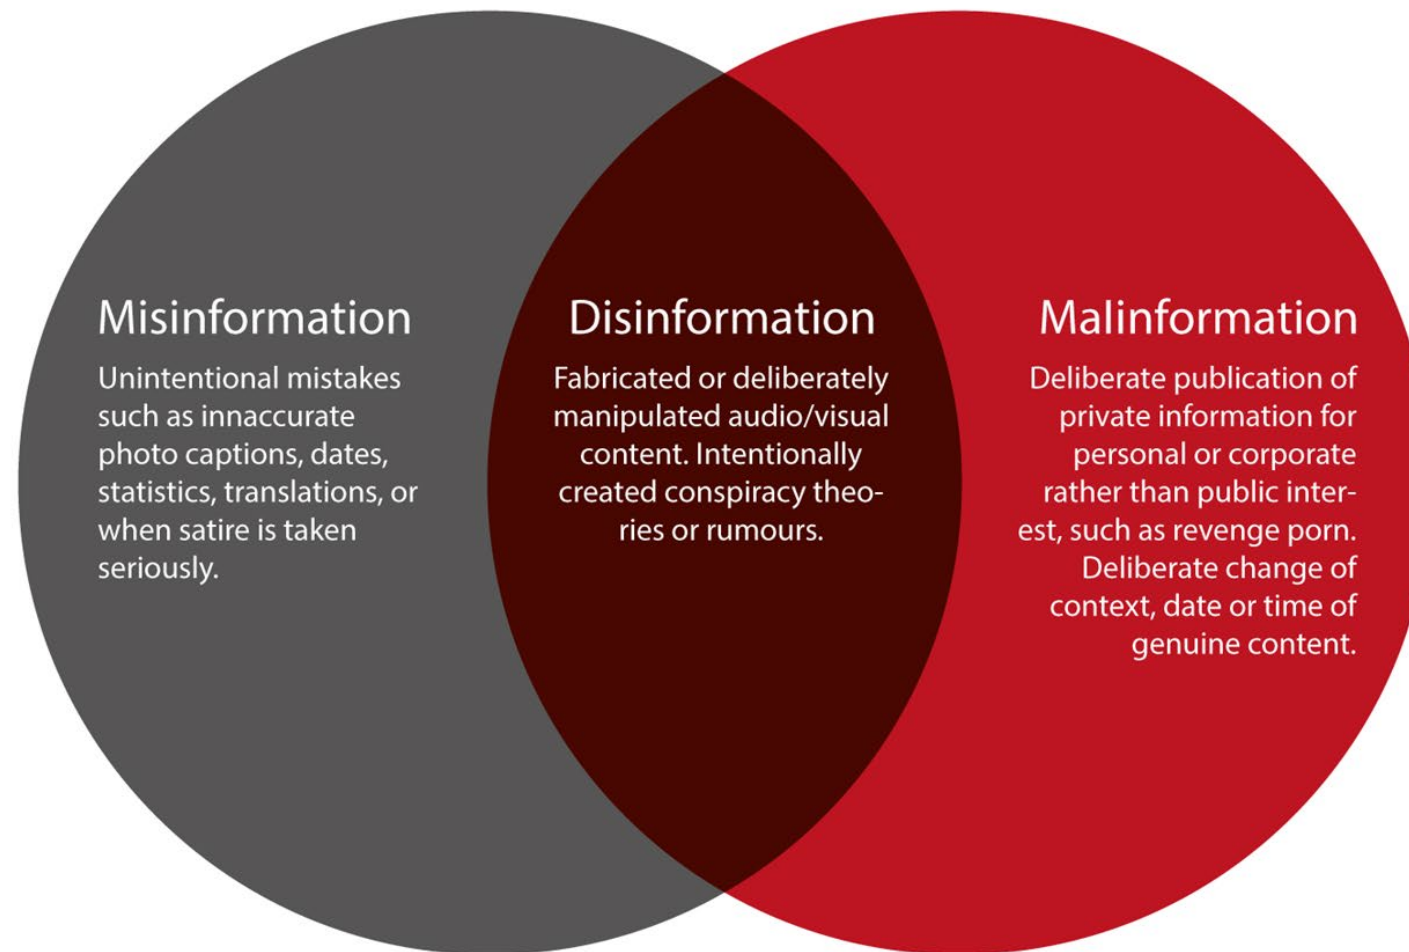 Misinformation
Unintentional mistakes
such as innaccurate
photo captions, dates,
statistics, translations, or
when satire is taken
seriously.
Disinformation
Fabricated or deliberately
manipulated audio/visual
content. Intentionally
created conspiracy theo-
ries or rumours.
Malinformation
Deliberate publication of
private information for
personal or corporate
rather than public inter-
est, such as revenge porn.
Deliberate change of
context, date or time of
genuine content.